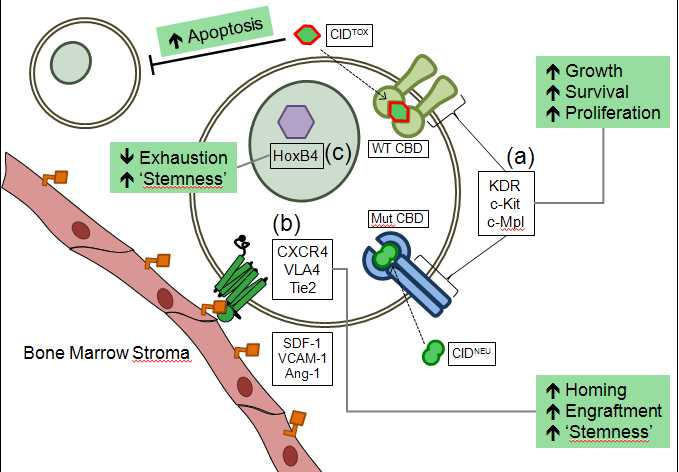 ↑ Apoptosis
CIDTOX
↑ Growth
↑ Survival
↑ Proliferation
WT CBD
(a)
HoxB4
(c)
↓ Exhaustion
↑ 'Stemness'
KDR
c-Kit
c-Mpl
Mut CBD
(b)
CXCR4
VLA4
Tie2
SDF-1
VCAM-1
Ang-1
Bone Marrow Stroma
CIDNEU
↑ Homing
↑ Engraftment
↑ 'Stemness'